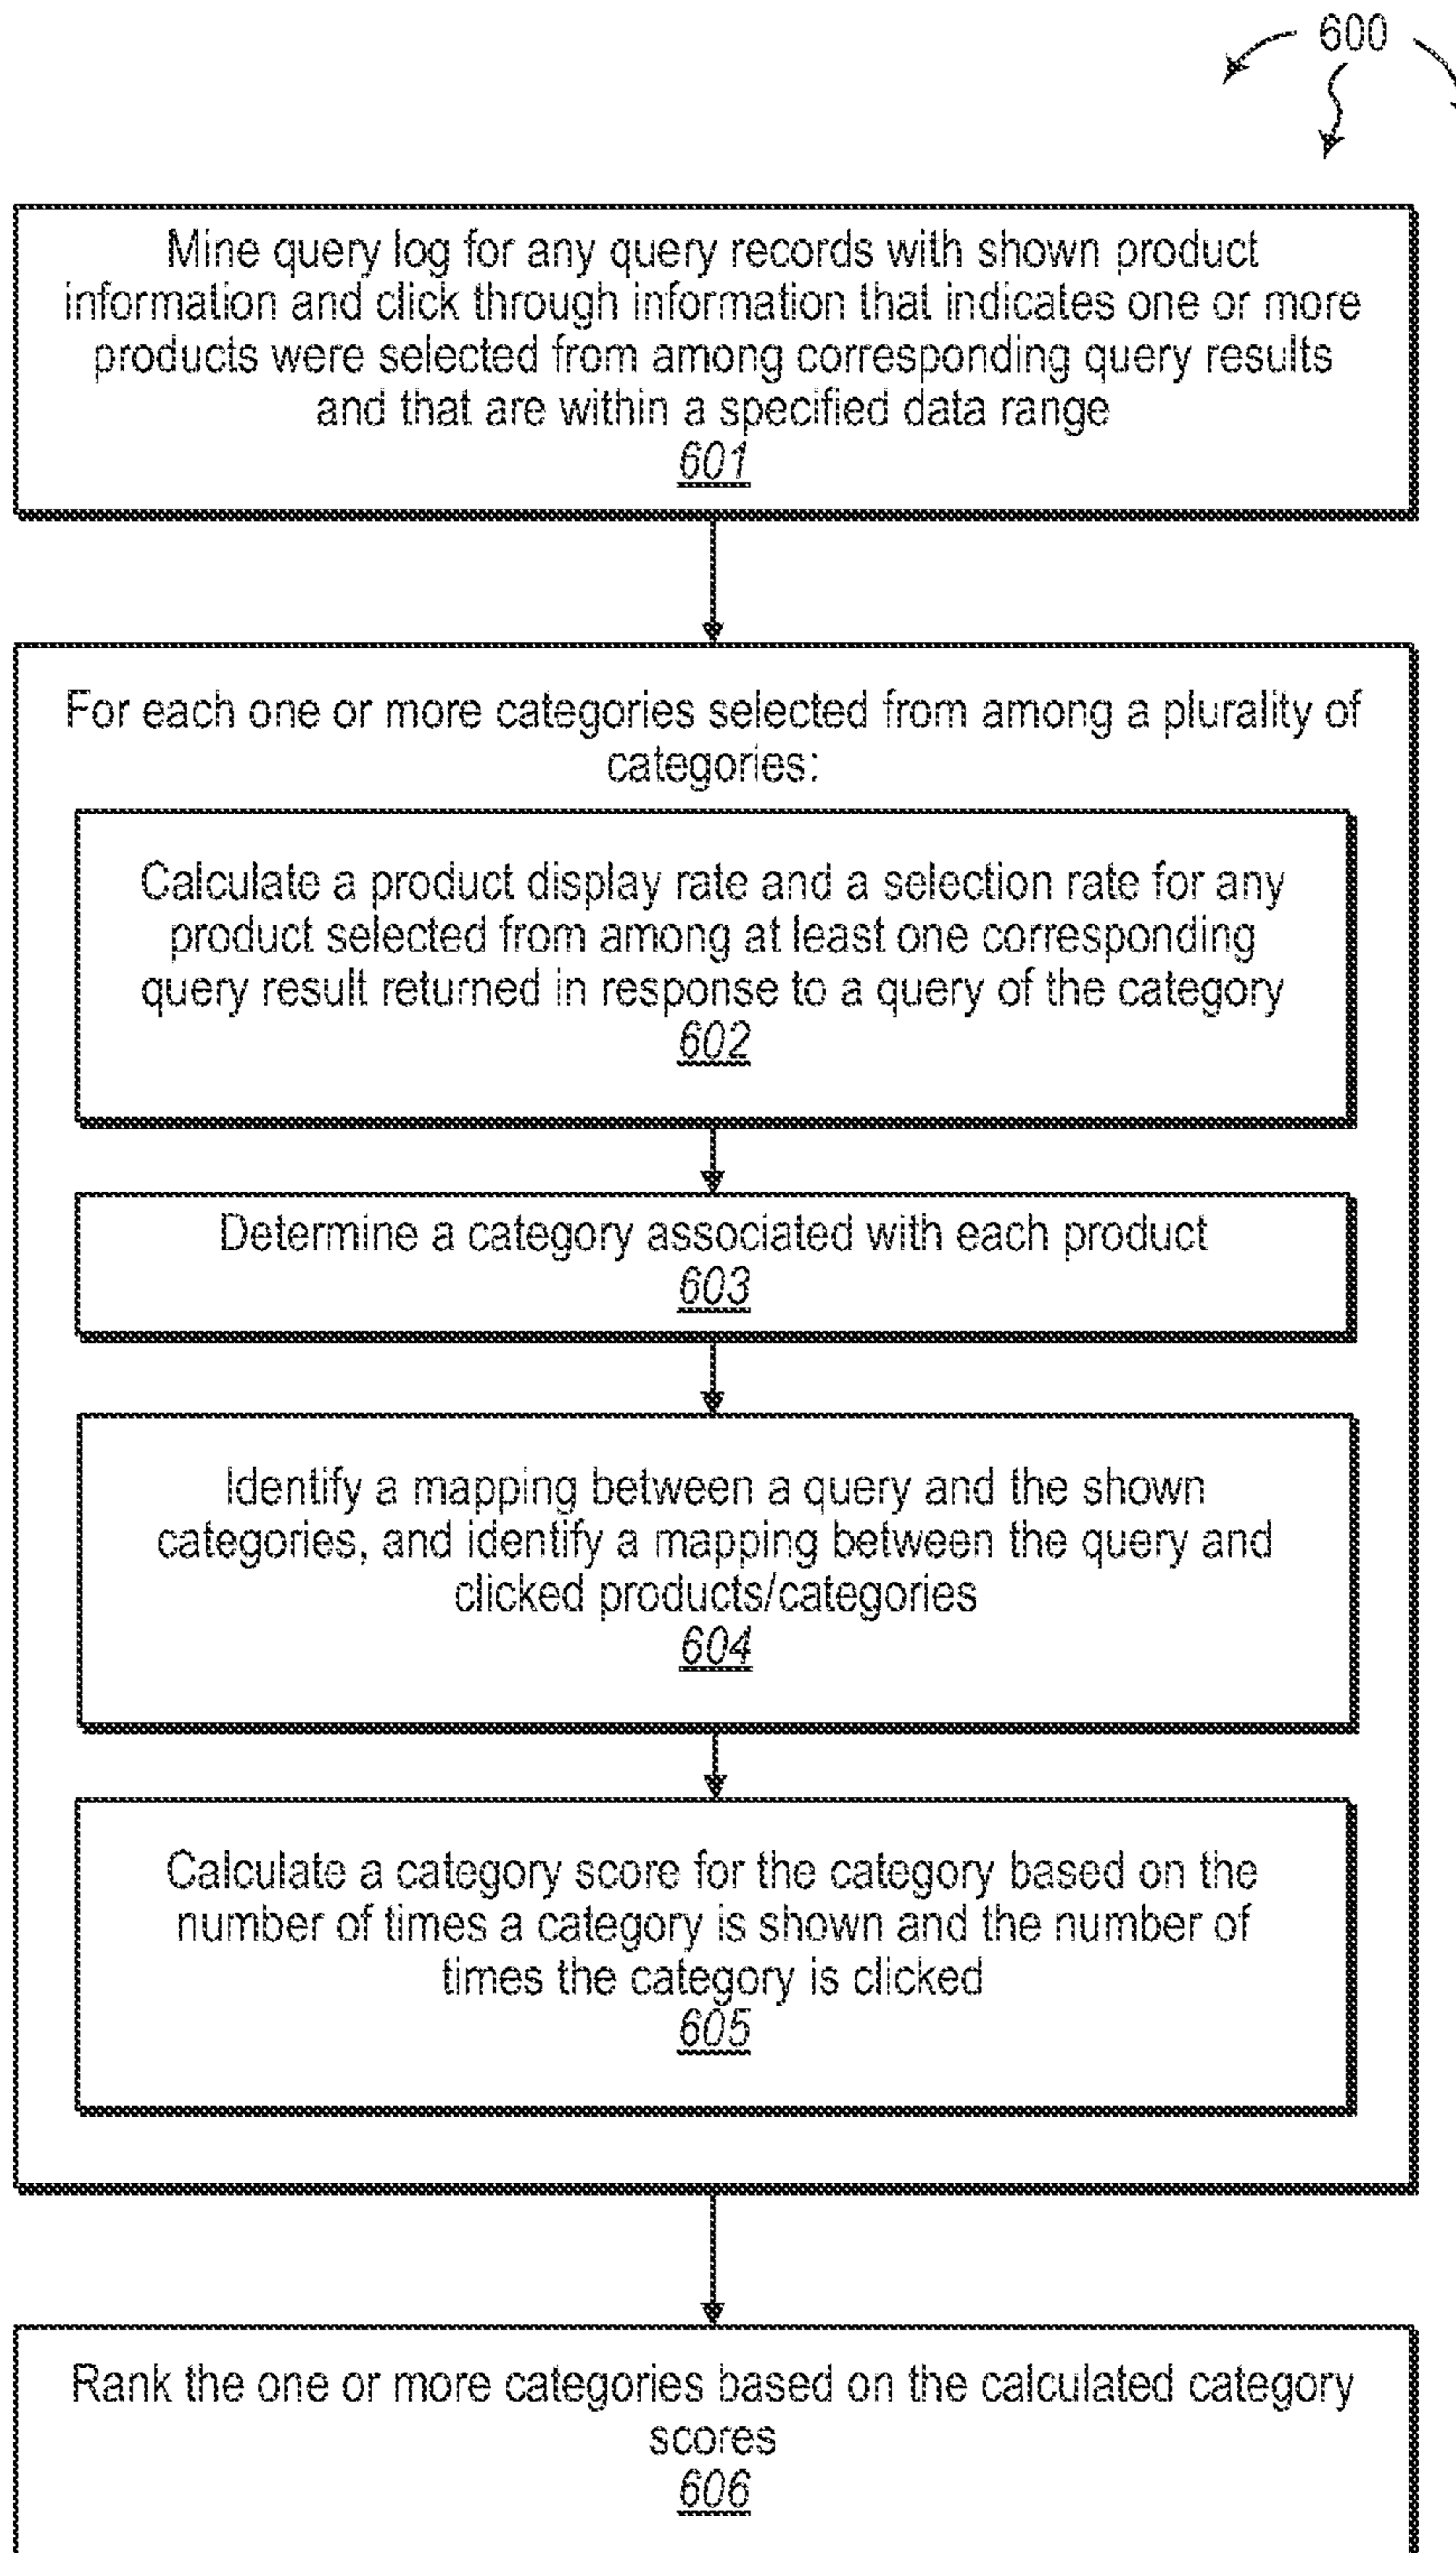 600
Mine query log for any query records with shown product
information and click through information that indicates one or more
products were selected from among corresponding query results
and that are within a specified data range
601
For each one or more categories selected from among a plurality of
categories:
Calculate a product display rate and a selection rate for any
product selected from among at least one corresponding
query result returned in response to a query of the category
602
Determine a category associated with each product
603
Identify a mapping between a query and the shown
categories, and identify a mapping between the query and
clicked products/categories
604
Calculate a category score for the category based on the
number of times a category is shown and the number of
times the category is clicked
605
Rank the one or more categories based on the calculated category
scores
606